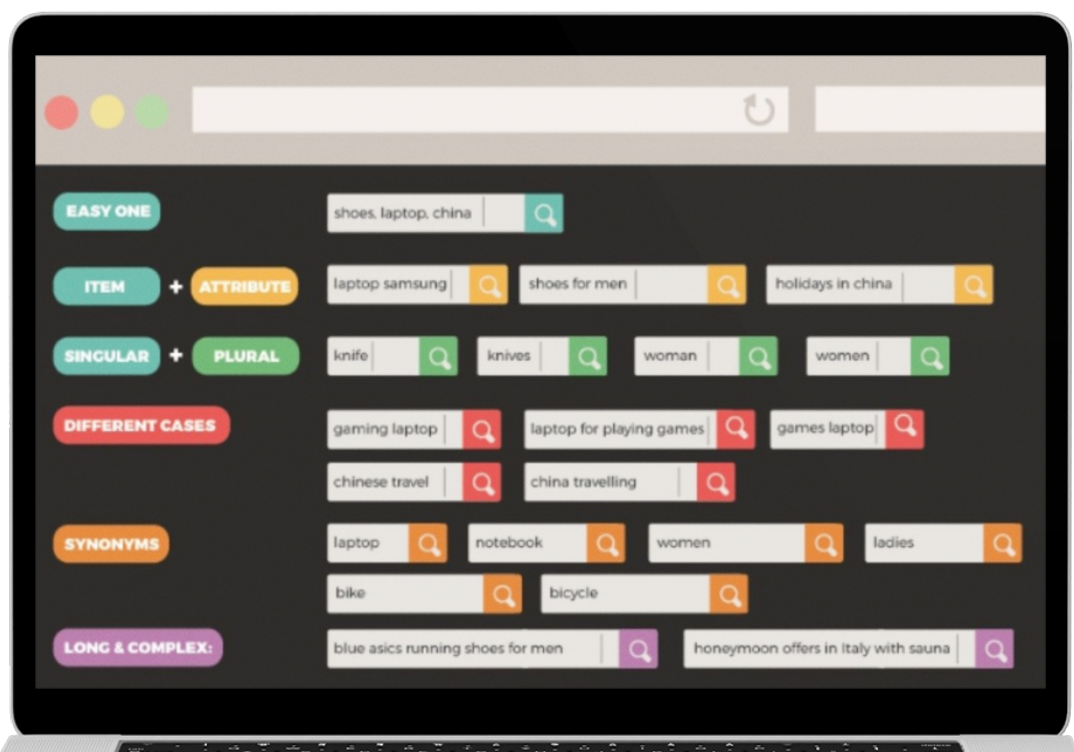 EASY ONE shoes, laptop, china
ITEM + ATTRIBUTE laptop samsung shoes for men holidays in china
SINGULAR + PLURAL knife knives woman women
DIFFERENT CASES gaming laptop laptop for playing games games laptop
chinese travel china travelling
SYNONYMS laptop notebook women ladies
bike bicycle
LONG & COMPLEX: blue asics running shoes for men honeymoon offers in Italy with sauna